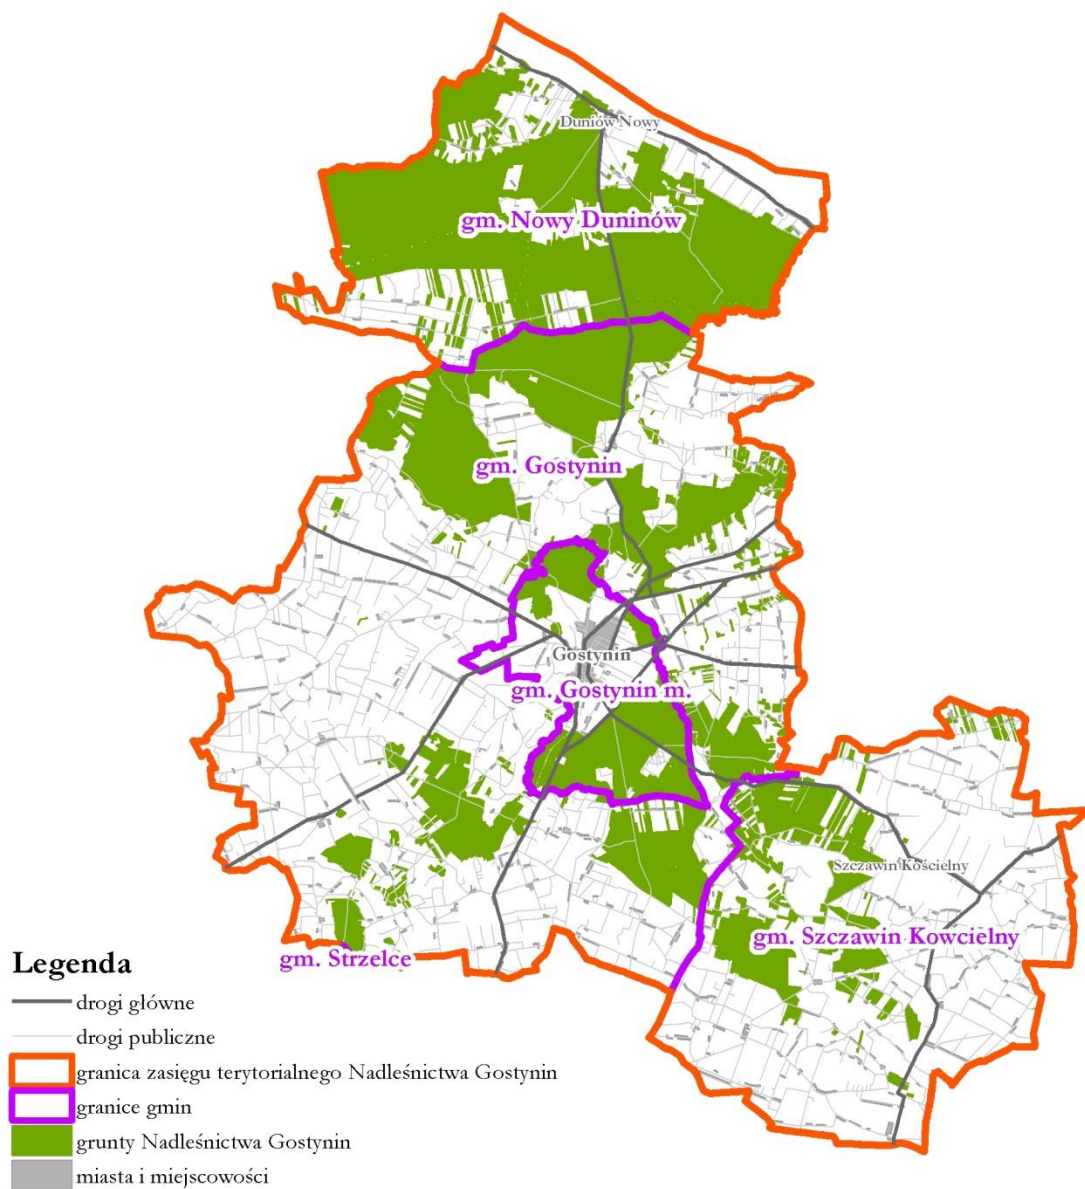 Duniów Nowy
gm. Nowy Duninów
gm. Gostynin
Gostynin
gm. Gostynin m.
Szczawin Kościelny
gm. Szczawin Kowcielny
gm. Strzelce
Legenda
drogi główne
drogi publiczne
granica zasięgu terytorialnego Nadleśnictwa Gostynin
granice gmin
grunty Nadleśnictwa Gostynin
miasta i miejscowości